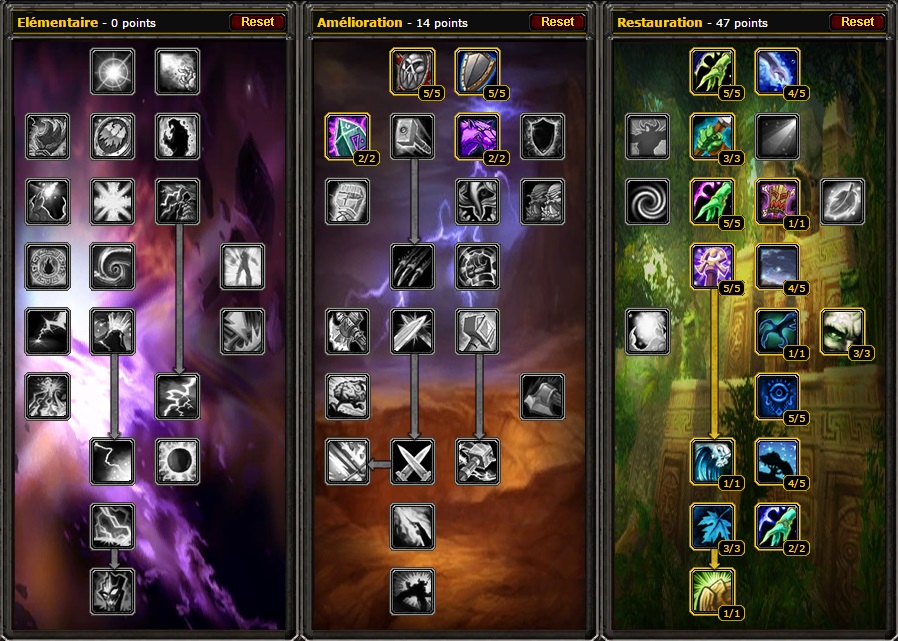 Elémentaire - 0 points Reset
Amélioration - 14 points Reset
Restauration - 47 points Reset
5/5 5/5 5/5 4/5
2/2 2/2 3/3
5/5 1/1
5/5 4/5
1/1 3/3
5/5
1/1 4/5
3/3 2/2
1/1